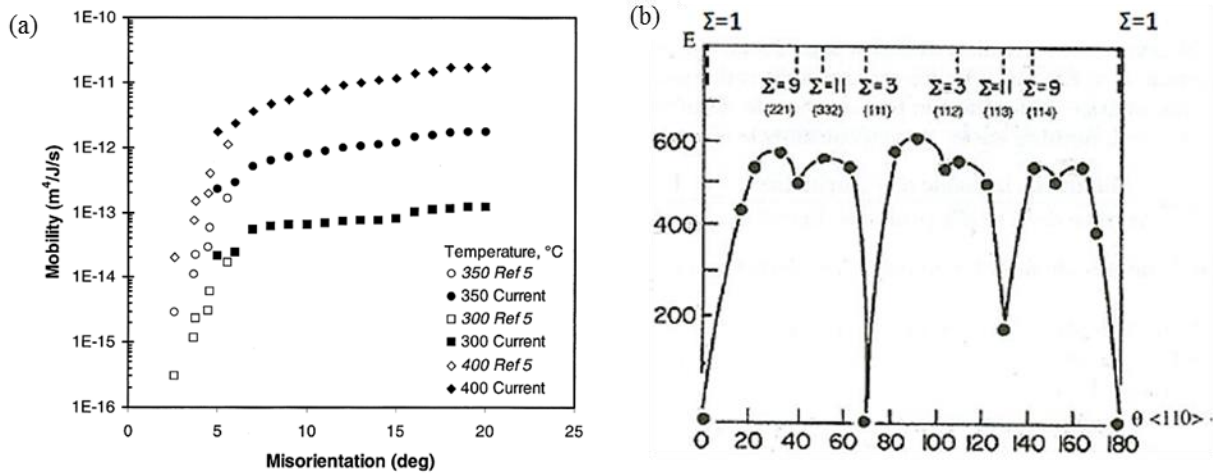 (a)
1E-10
1E-11
1E-12
1E-13
1E-14
1E-15
1E-16
Mobility (m⁴/J/s)
Temperature, °C
350 Ref 5
350 Current
300 Ref 5
300 Current
400 Ref 5
400 Current
0 5 10 15 20 25
Misorientation (deg)
(b) Σ=1 Σ=1
E
Σ=9 Σ=11 Σ=3 Σ=3 Σ=11 Σ=9
{221} {332} {111} {112} {113} {114}
600
500
400
200
θ <110>
0 20 40 60 80 100 120 140 160 180